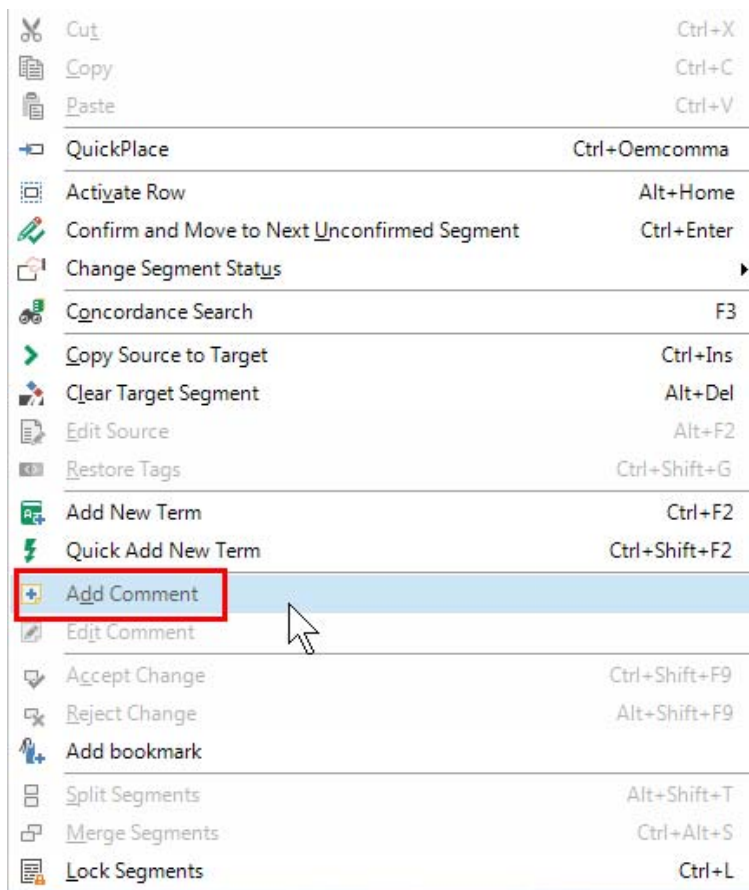 Cut Ctrl+X
Copy Ctrl+C
Paste Ctrl+V
QuickPlace Ctrl+Oemcomma
Activate Row Alt+Home
Confirm and Move to Next Unconfirmed Segment Ctrl+Enter
Change Segment Status
Concordance Search F3
Copy Source to Target Ctrl+Ins
Clear Target Segment Alt+Del
Edit Source Alt+F2
Restore Tags Ctrl+Shift+G
Add New Term Ctrl+F2
Quick Add New Term Ctrl+Shift+F2
Add Comment
Edit Comment
Accept Change Ctrl+Shift+F9
Reject Change Alt+Shift+F9
Add bookmark
Split Segments Alt+Shift+T
Merge Segments Ctrl+Alt+S
Lock Segments Ctrl+L